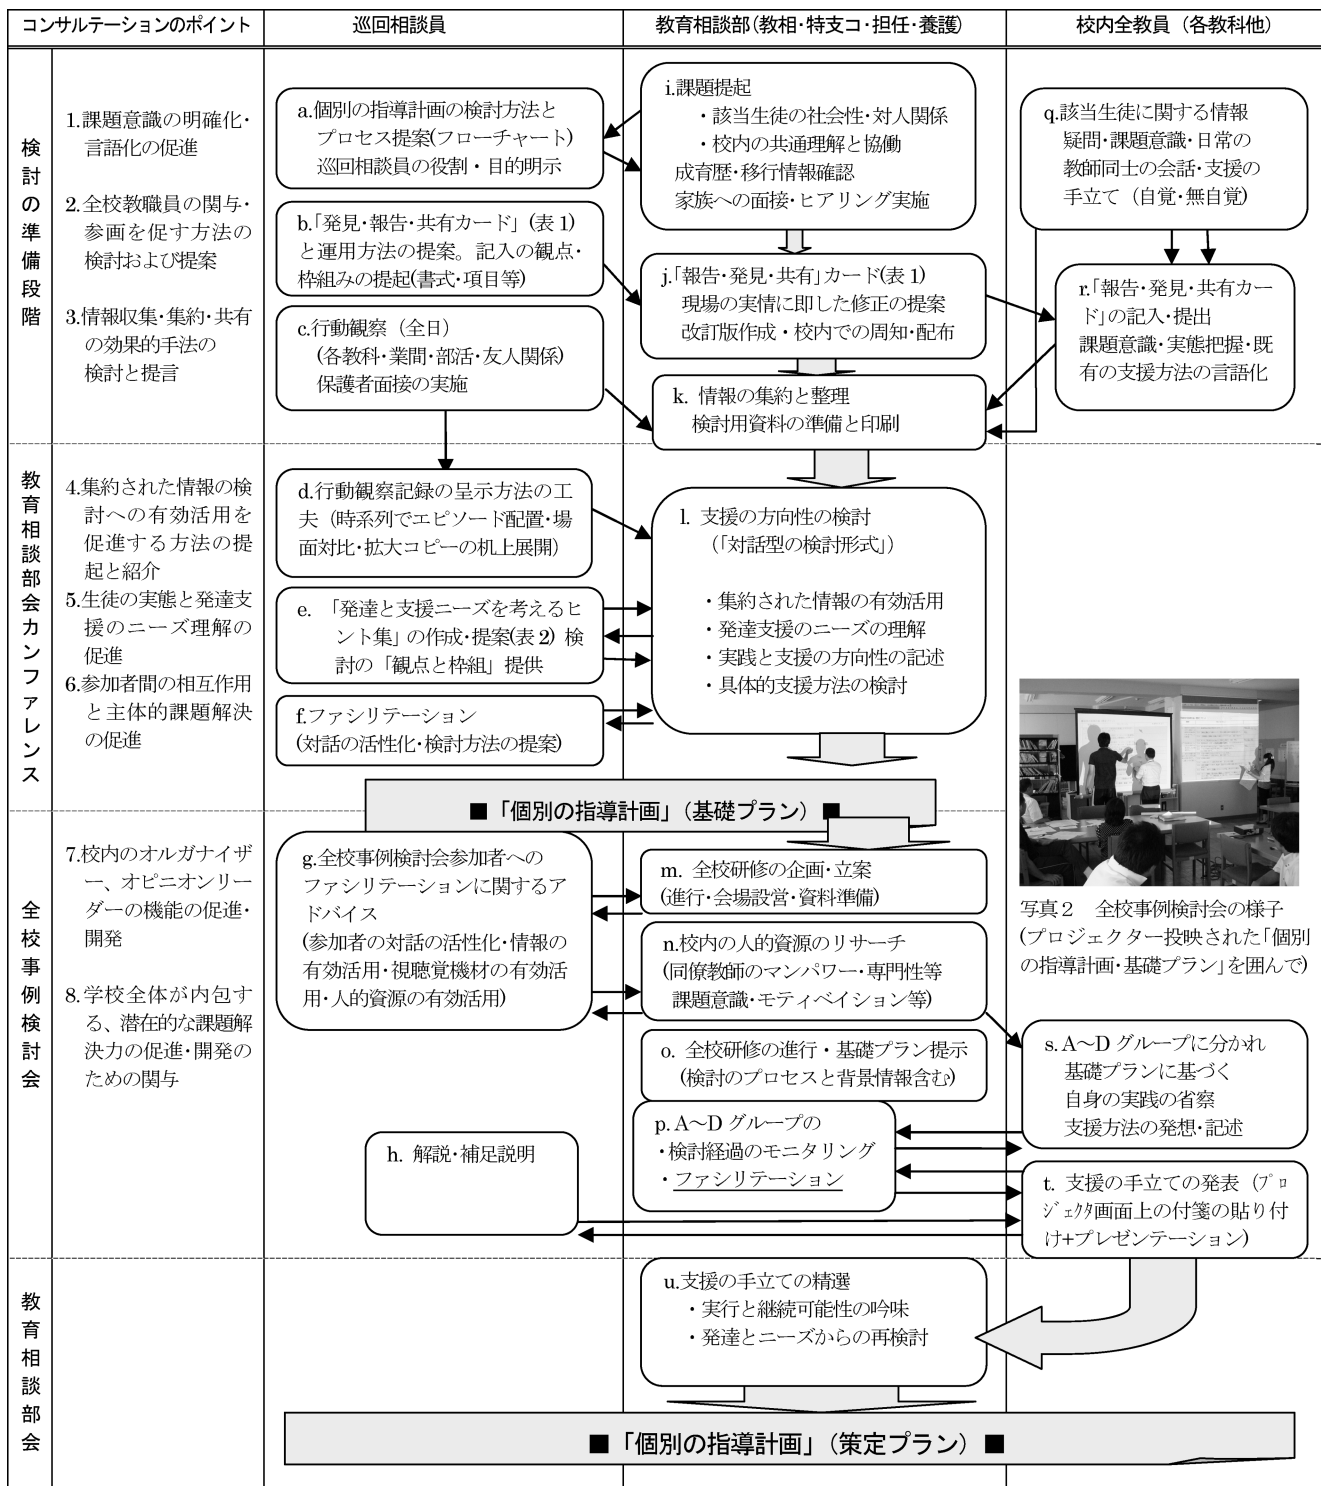 コンサルテーションのポイント
巡回相談員
教育相談部(教相・特支コ・担任・養護)
校内全教員（各教科他）
検討の準備段階
1.課題意識の明確化・
言語化の促進
2.全校教職員の関与・
参画を促す方法の
検討および提案
3.情報収集・集約・共有
の効果的手法の
検討と提言
a.個別の指導計画の検討方法と
プロセス提案(フローチャート)
巡回相談員の役割・目的明示
b.「発見・報告・共有カード」(表 1)
と運用方法の提案。記入の観点・
枠組みの提起(書式・項目等)
c.行動観察（全日）
(各教科・業間・部活・友人関係)
保護者面接の実施
i.課題提起
・該当生徒の社会性・対人関係
・校内の共通理解と協働
成育歴・移行情報確認
家族への面接・ヒアリング実施
j.「報告・発見・共有」カード(表 1)
現場の実情に即した修正の提案
改訂版作成・校内での周知・配布
k. 情報の集約と整理
検討用資料の準備と印刷
q.該当生徒に関する情報
疑問・課題意識・日常の
教師同士の会話・支援の
手立て（自覚・無自覚）
r.「報告・発見・共有カー
ド」の記入・提出
課題意識・実態把握・既
有の支援方法の言語化
教育相談部会カンファレンス
4.集約された情報の検
討への有効活用を
促進する方法の提
起と紹介
5.生徒の実態と発達支
援のニーズ理解の
促進
6.参加者間の相互作用
と主体的課題解決
の促進
d.行動観察記録の呈示方法の工
夫（時系列でエピソード配置・場
面対比・拡大コピーの机上展開）
e. 「発達と支援ニーズを考えるヒ
ント集」の作成・提案(表 2) 検
討の「観点と枠組」提供
f.ファシリテーション
(対話の活性化・検討方法の提案)
l. 支援の方向性の検討
（「対話型の検討形式」）
・集約された情報の有効活用
・発達支援のニーズの理解
・実践と支援の方向性の記述
・具体的支援方法の検討
■「個別の指導計画」（基礎プラン）■
写真２　全校事例検討会の様子
(プロジェクター投映された「個別
の指導計画・基礎プラン」を囲んで)
全校事例検討会
7.校内のオルガナイザ
ー、オピニオンリー
ダーの機能の促進・
開発
8.学校全体が内包す
る、潜在的な課題解
決力の促進・開発の
ための関与
g.全校事例検討会参加者への
ファシリテーションに関するア
ドバイス
(参加者の対話の活性化・情報の
有効活用・視聴覚機材の有効活
用・人的資源の有効活用)
h. 解説・補足説明
m. 全校研修の企画・立案
(進行・会場設営・資料準備)
n.校内の人的資源のリサーチ
(同僚教師のマンパワー・専門性等
課題意識・モティベイション等)
o. 全校研修の進行・基礎プラン提示
(検討のプロセスと背景情報含む)
p. A～D グループの
・検討経過のモニタリング
・ファシリテーション
s. A～D グループに分かれ
基礎プランに基づく
自身の実践の省察
支援方法の発想・記述
t. 支援の手立ての発表（プロ
ジェクタ画面上の付箋の貼り付
け+プレゼンテーション）
教育相談部会
u.支援の手立ての精選
・実行と継続可能性の吟味
・発達とニーズからの再検討
■「個別の指導計画」（策定プラン）■